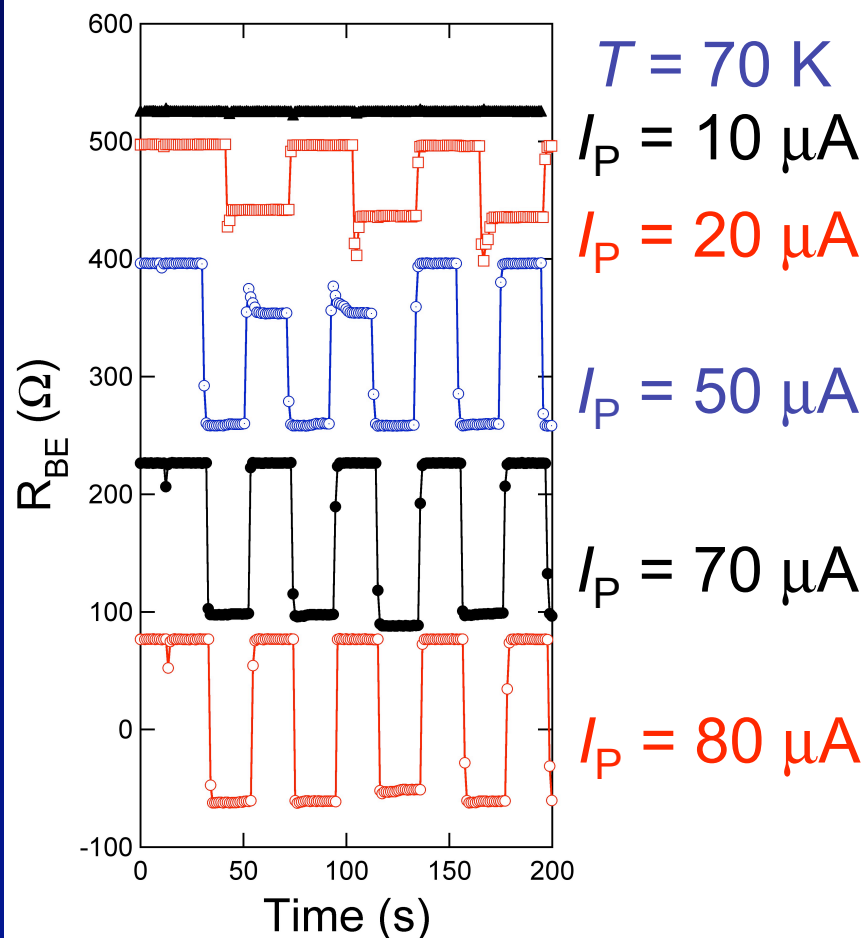 600
500
400
300
200
100
0
-100
R_BE (Ω)
0 50 100 150 200
Time (s)
T = 70 K
I_P = 10 μA
I_P = 20 μA
I_P = 50 μA
I_P = 70 μA
I_P = 80 μA